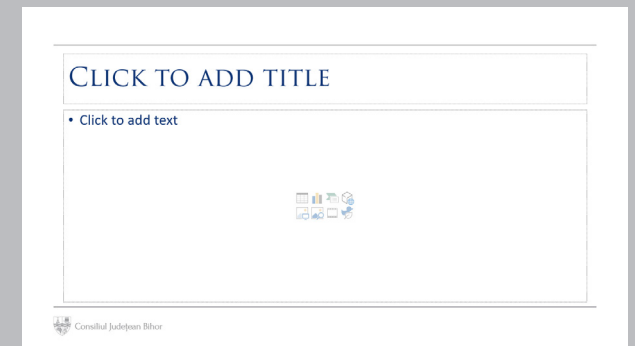 Click to add title
• Click to add text
Consiliul Județean Bihor